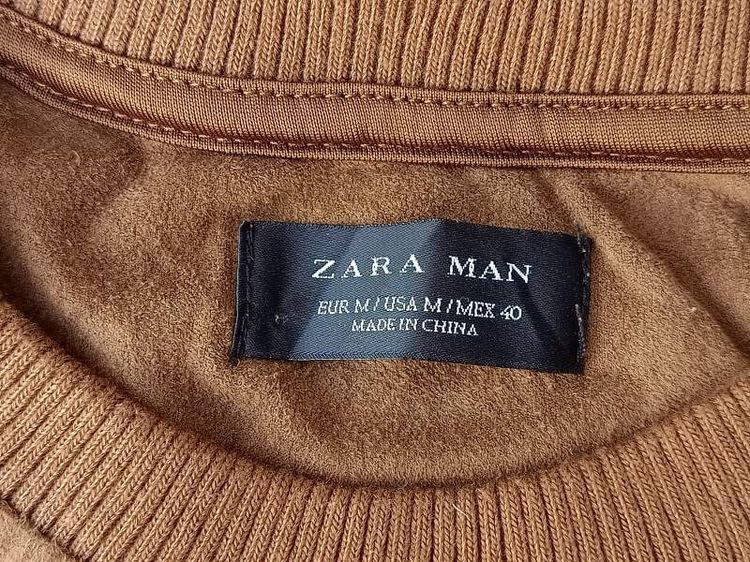 ZARA MAN
EUR M / USA M / MEX 40
MADE IN CHINA